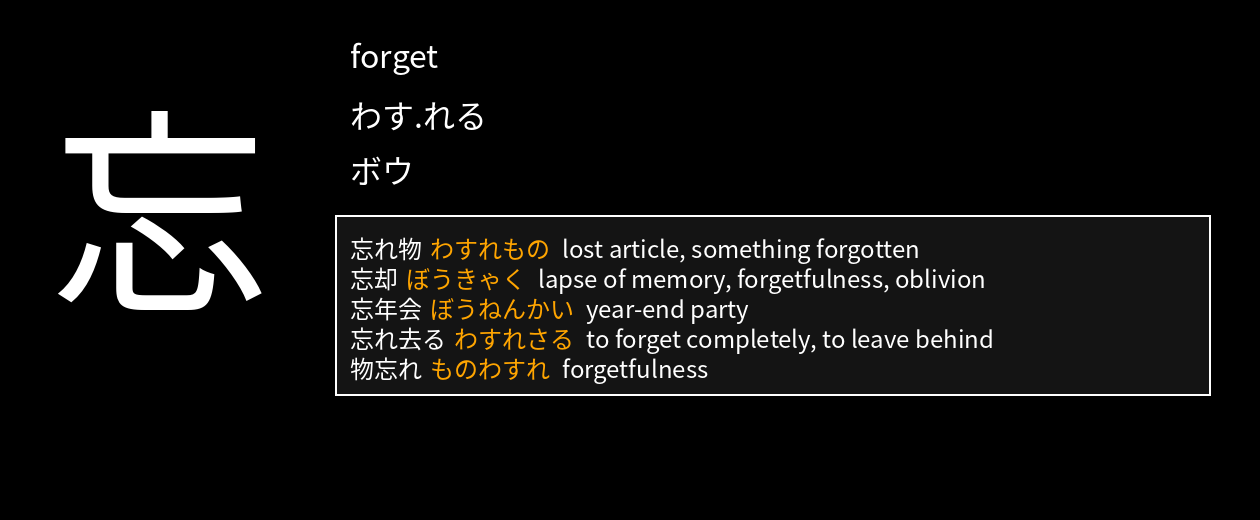 忘
forget
わす.れる
ボウ
忘れ物 わすれもの lost article, something forgotten
忘却 ぼうきゃく lapse of memory, forgetfulness, oblivion
忘年会 ぼうねんかい year-end party
忘れ去る わすれさる to forget completely, to leave behind
物忘れ ものわすれ forgetfulness